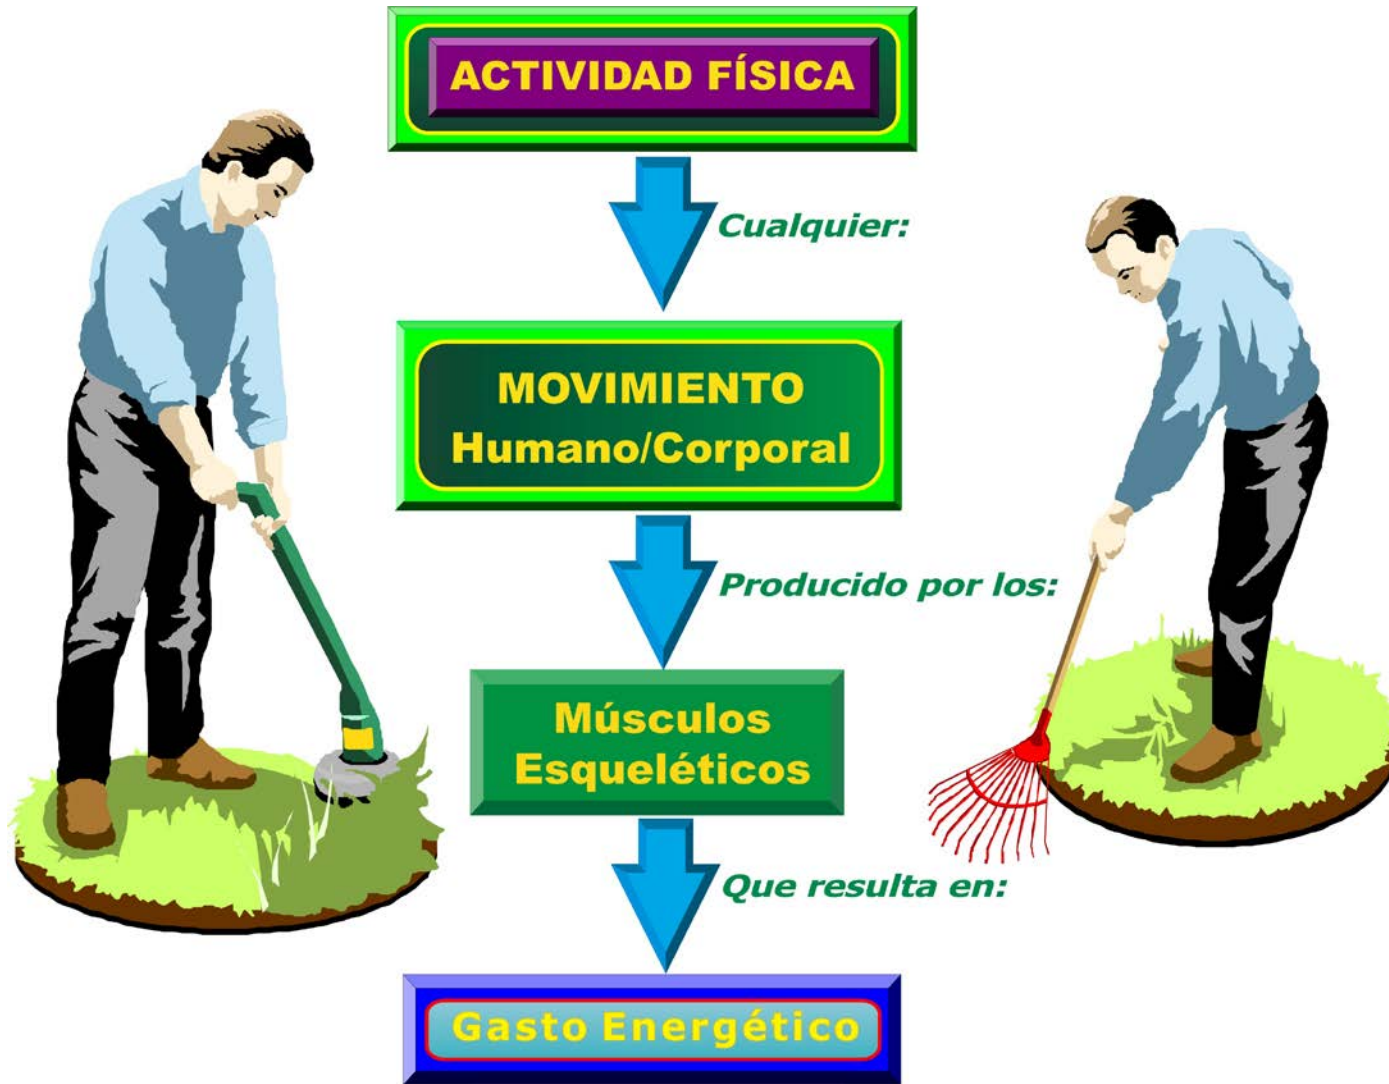 ACTIVIDAD FÍSICA
Cualquier:
MOVIMIENTO
Humano/Corporal
Producido por los:
Músculos
Esqueléticos
Que resulta en:
Gasto Energético